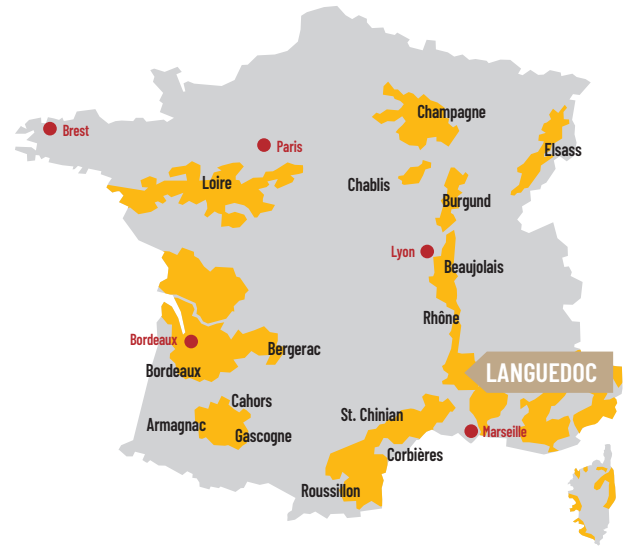 Champagne
Brest
Paris
Elsass
Loire
Chablis
Burgund
Lyon
Beaujolais
Rhône
Bordeaux
Bergerac
Bordeaux
LANGUEDOC
Cahors
St. Chinian
Armagnac
Gascogne
Marseille
Corbières
Roussillon